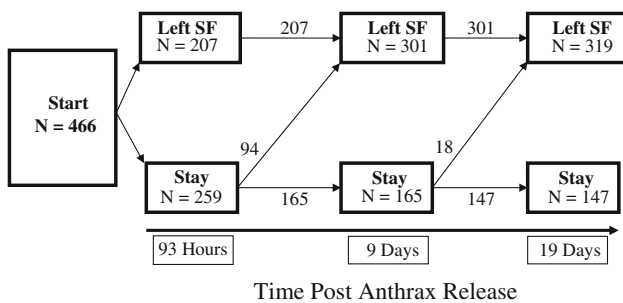 Left SF
N = 207
207
Left SF
N = 301
301
Left SF
N = 319
Start
N = 466
94
18
Stay
N = 259
165
Stay
N = 165
147
Stay
N = 147
93 Hours
9 Days
19 Days
Time Post Anthrax Release